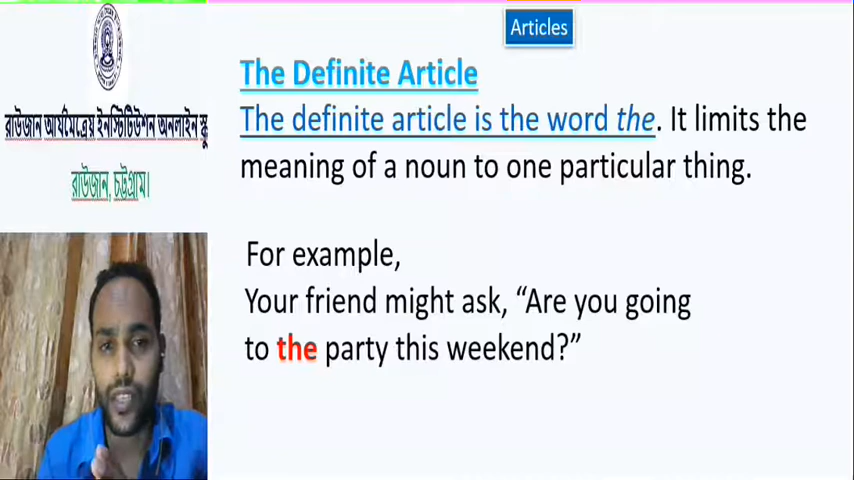 Articles
The Definite Article
The definite article is the word the. It limits the
meaning of a noun to one particular thing.
For example,
Your friend might ask, “Are you going
to the party this weekend?”
রাউজান আর্যমৈত্রেয় ইনস্টিটিউশন অনলাইন স্কু
রাউজান, চট্টগ্রাম।